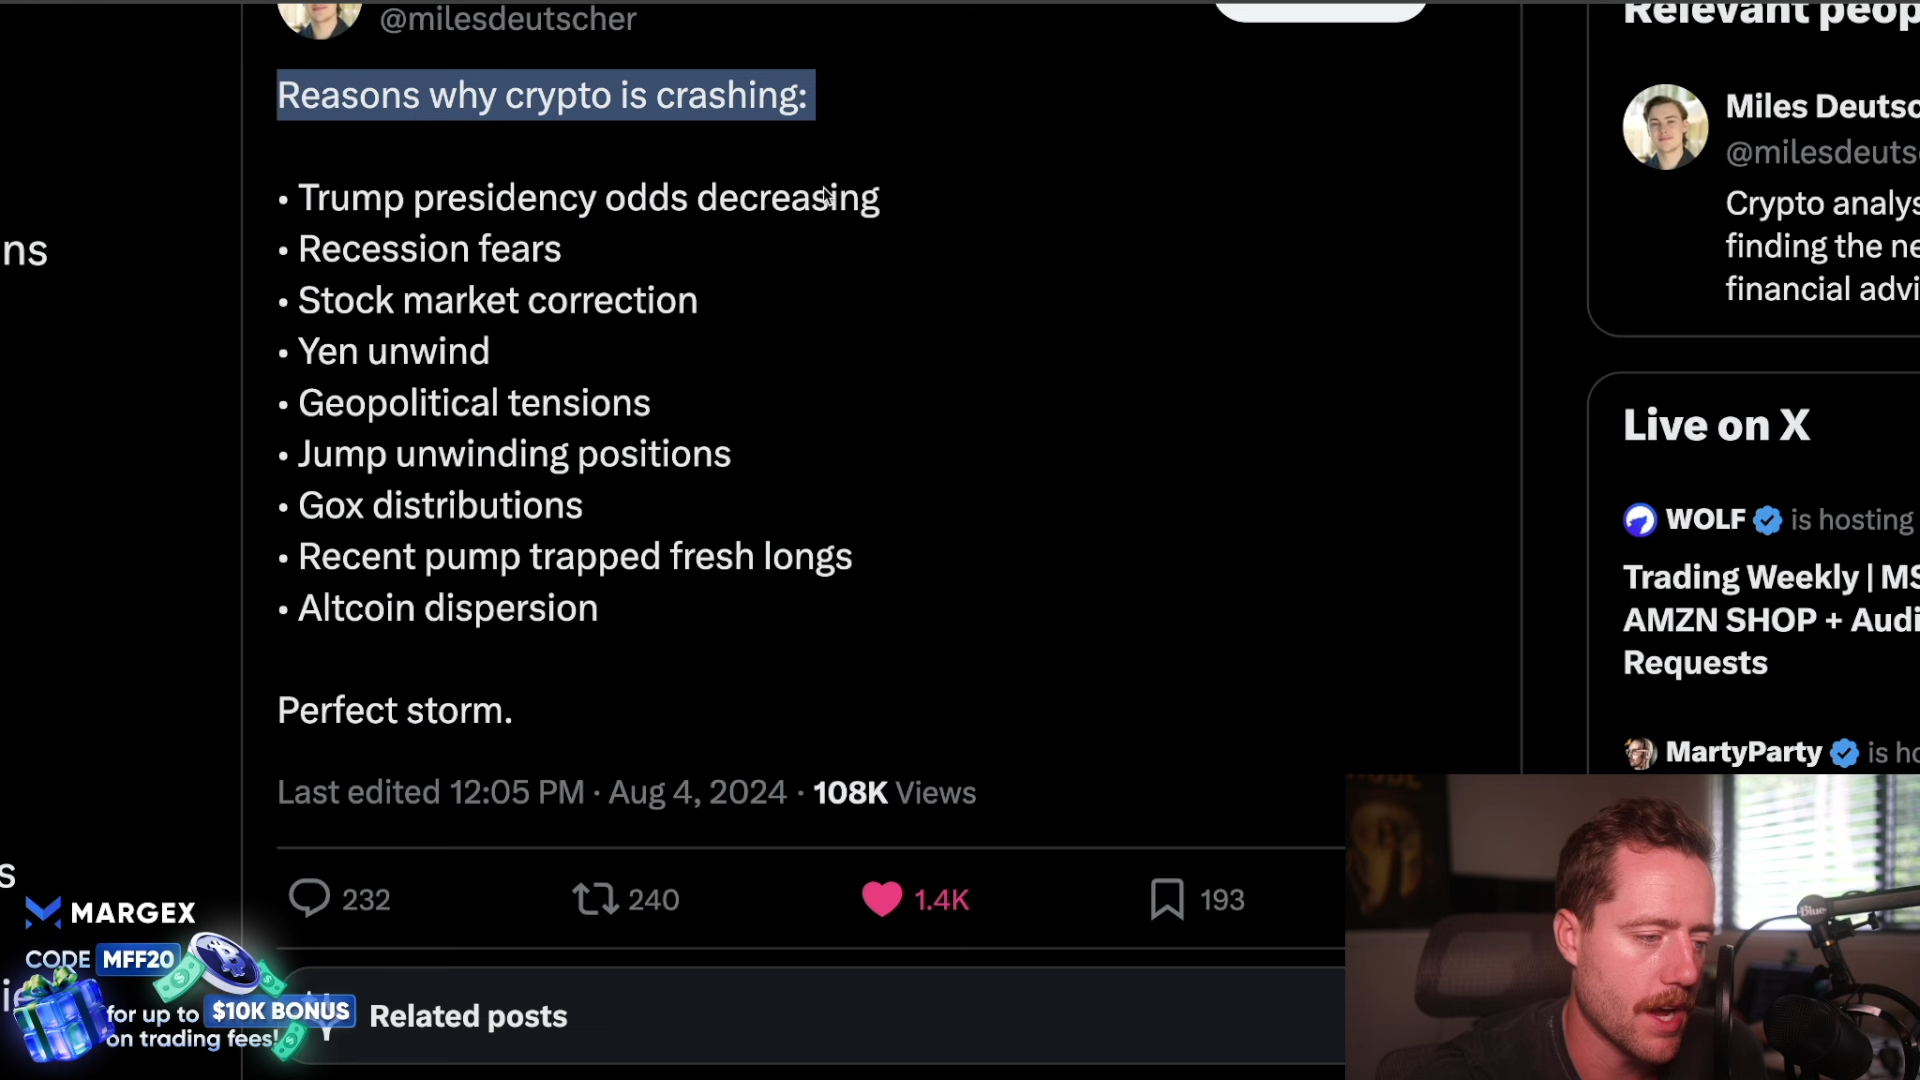 @milesdeutscher
Reasons why crypto is crashing:
• Trump presidency odds decreasing
• Recession fears
• Stock market correction
• Yen unwind
• Geopolitical tensions
• Jump unwinding positions
• Gox distributions
• Recent pump trapped fresh longs
• Altcoin dispersion
Perfect storm.
Last edited 12:05 PM · Aug 4, 2024 · 108K Views
232 240 1.4K 193
Related posts
ns
s
MARGEX
CODE MFF20
for up to $10K BONUS
on trading fees!
Relevant peop
Miles Deutsc
@milesdeuts
Crypto analys
finding the ne
financial advi
Live on X
WOLF is hosting
Trading Weekly | MS
AMZN SHOP + Audi
Requests
MartyParty is ho
Blue